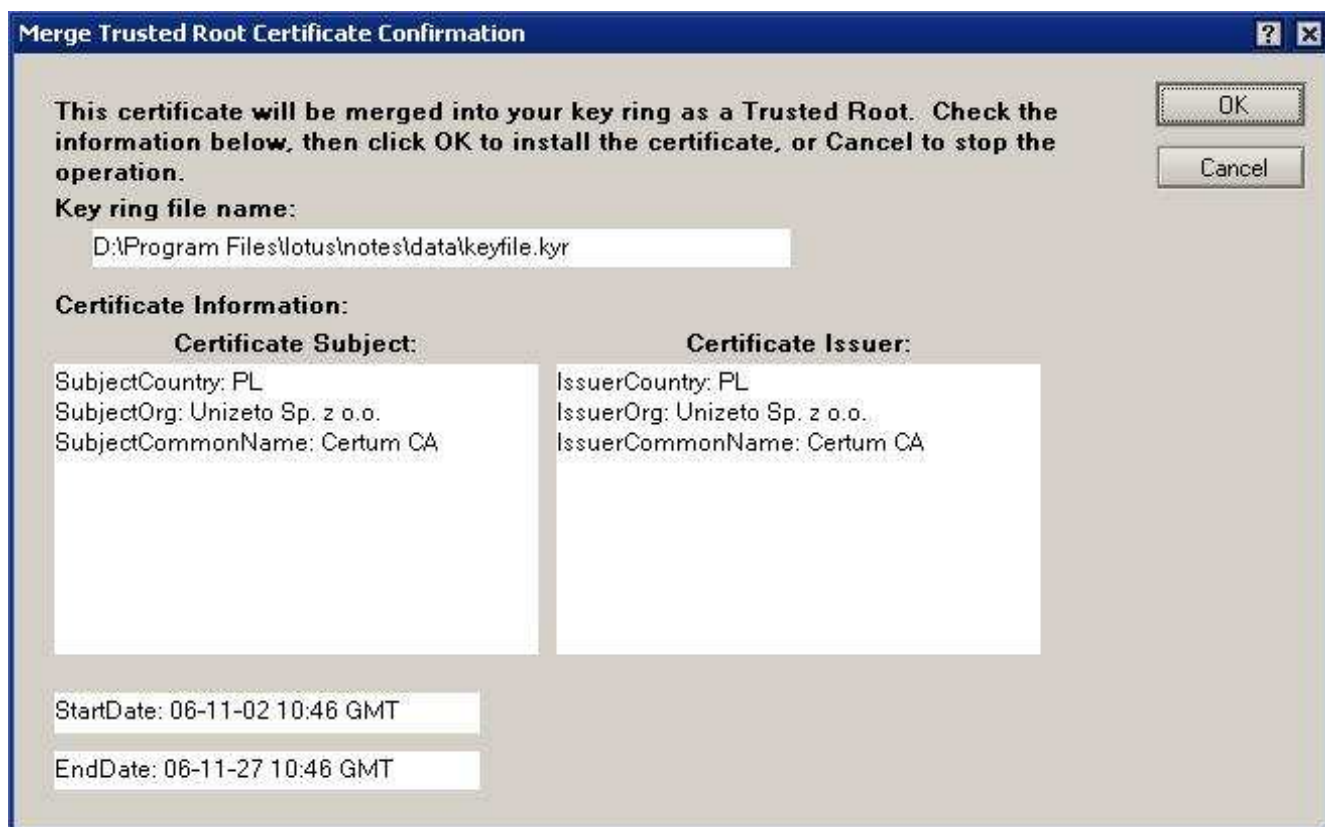 Merge Trusted Root Certificate Confirmation
This certificate will be merged into your key ring as a Trusted Root. Check the
information below, then click OK to install the certificate, or Cancel to stop the
operation.
OK
Cancel
Key ring file name:
D:\Program Files\lotus\notes\data\keyfile.kyr
Certificate Information:
Certificate Subject:
SubjectCountry: PL
SubjectOrg: Unizeto Sp. z o.o.
SubjectCommonName: Certum CA
Certificate Issuer:
IssuerCountry: PL
IssuerOrg: Unizeto Sp. z o.o.
IssuerCommonName: Certum CA
StartDate: 06-11-02 10:46 GMT
EndDate: 06-11-27 10:46 GMT